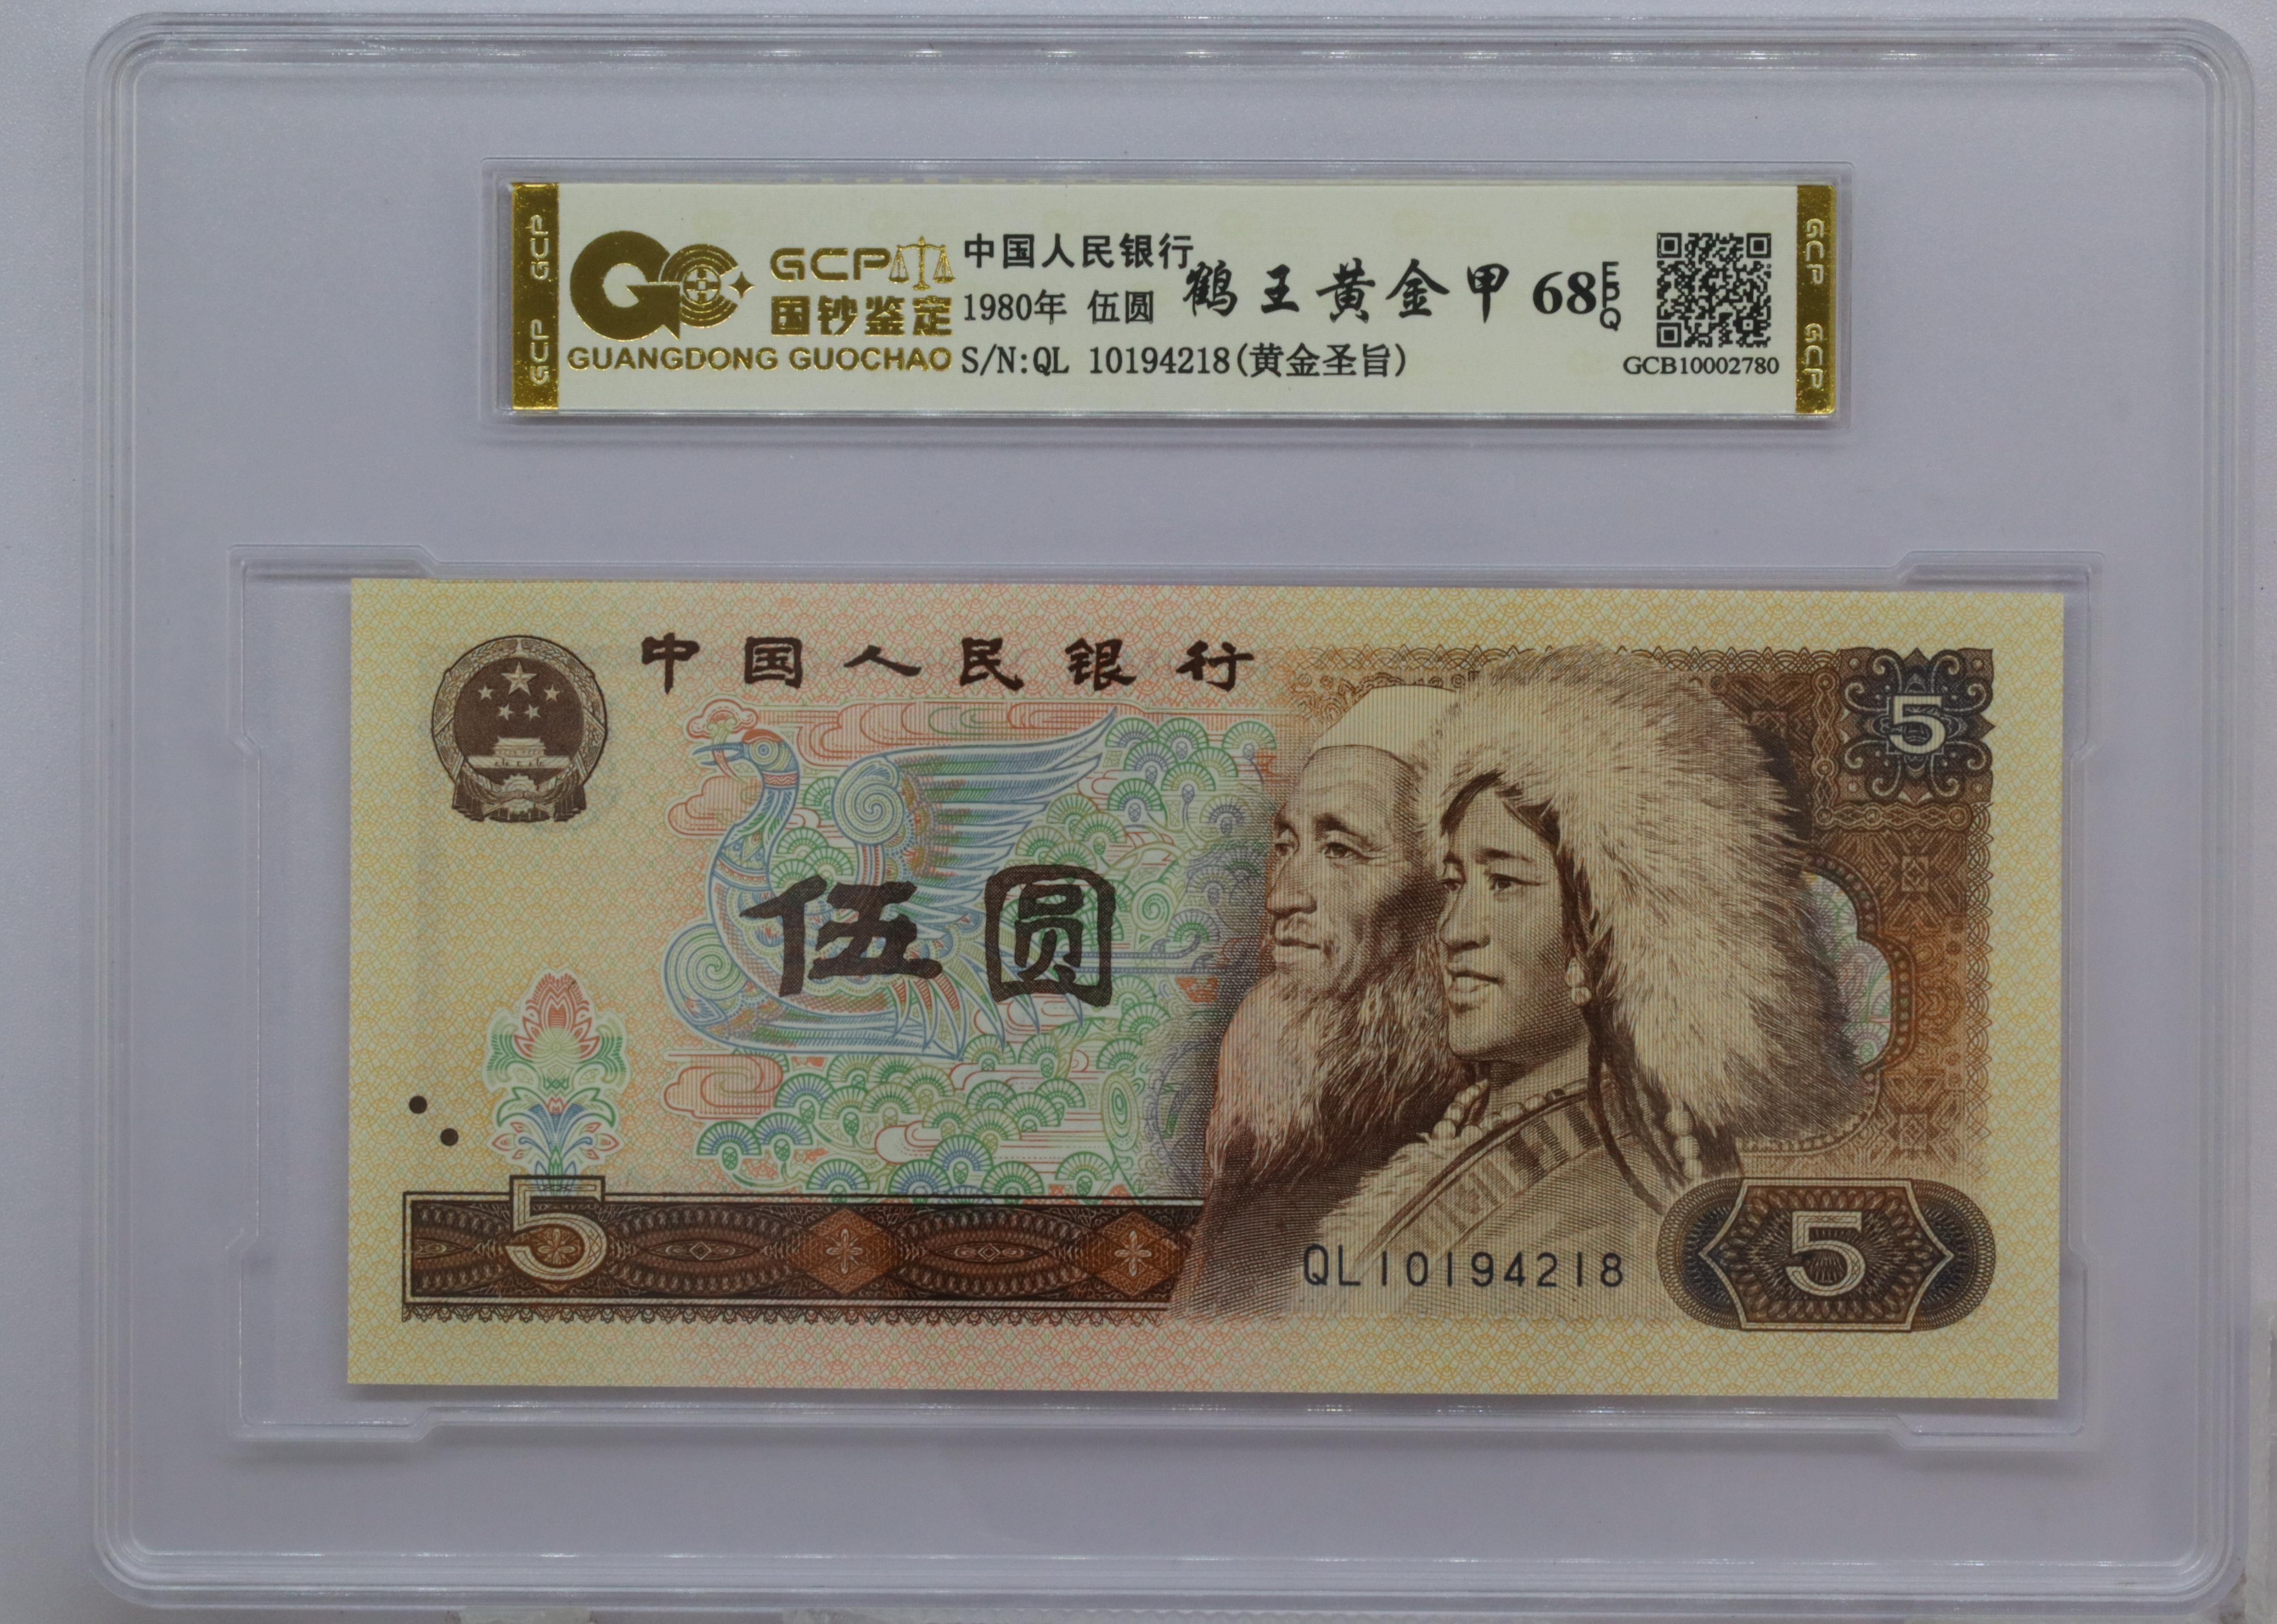 GCP GCP
GCP
国钞鉴定
GUANGDONG GUOCHAO
中国人民银行
1980年 伍圆
S/N:QL 10194218(黄金圣旨)
鹤王黄金甲 68 EPQ
GCB10002780
GCP GCP
中国人民银行
5
伍圆
5
QL10194218
5